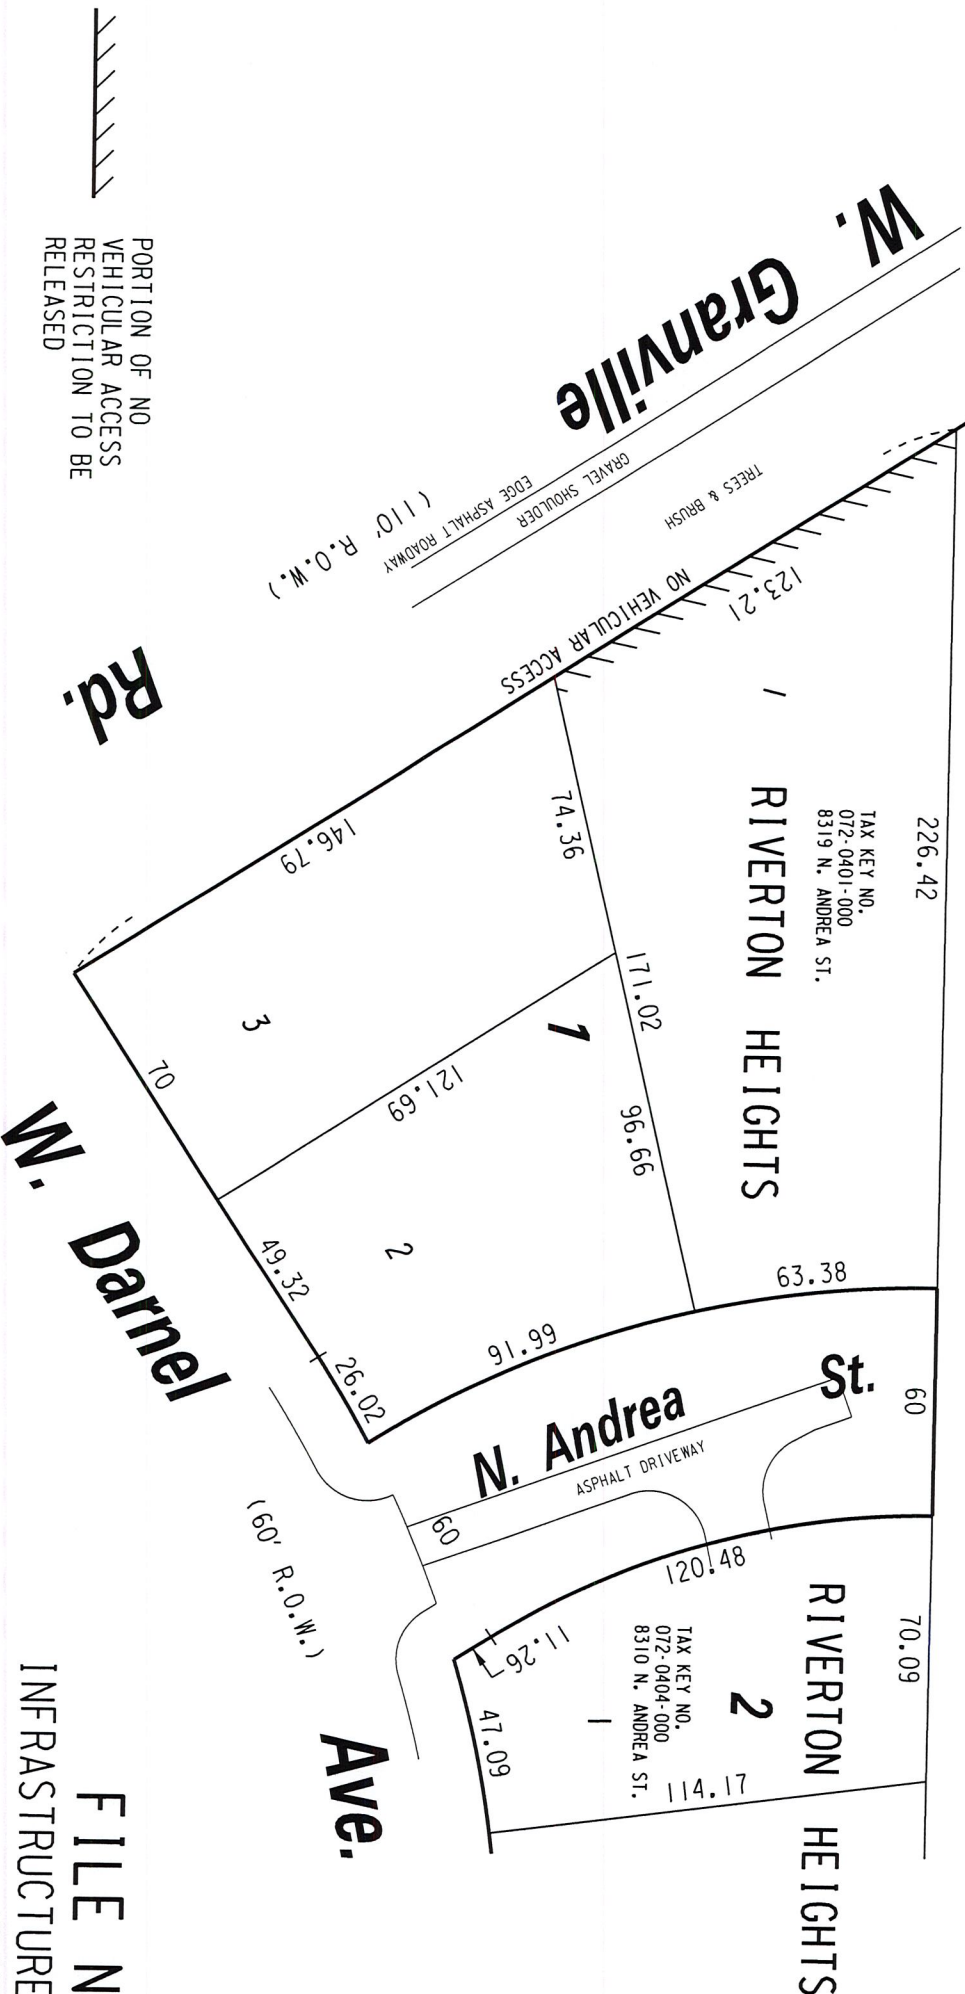 PORTION OF NO
VEHICULAR ACCESS
RESTRICTION TO BE
RELEASED
W. Granville Rd.
(110' R.O.W.)
EDGE ASPHALT ROADWAY
GRAVEL SHOULDER
TREES & BRUSH
NO VEHICULAR ACCESS
123.21
1
RIVERTON HEIGHTS
TAX KEY NO.
072-0401-000
8319 N. ANDREA ST.
226.42
146.79
74.36
171.02
96.66
1
3
121.69
70
2
49.32
26.02
91.99
63.38
W. Darnel Ave.
(60' R.O.W.)
N. Andrea St.
ASPHALT DRIVEWAY
60
60
120.48
11.26
47.09
1
TAX KEY NO.
072-0404-000
8310 N. ANDREA ST.
2
114.17
RIVERTON HEIGHTS
70.09
FILE N
INFRASTRUCTURE